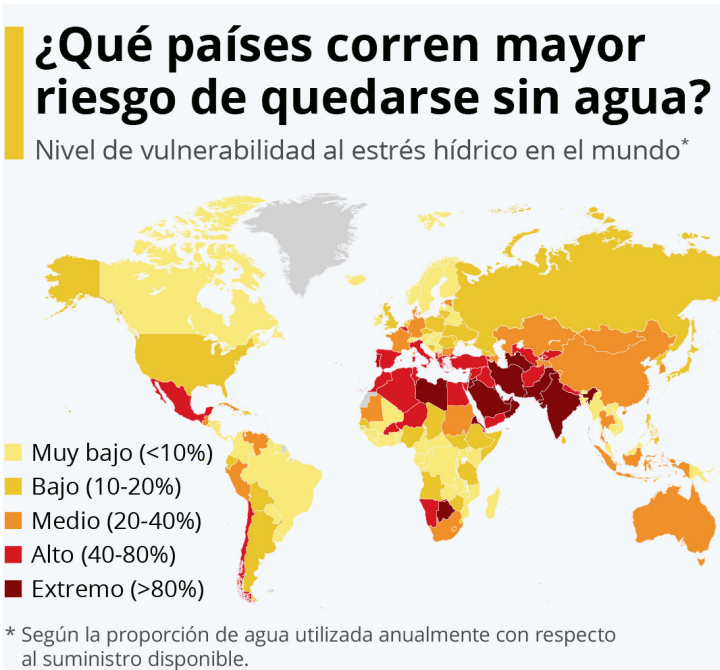 ¿Qué países corren mayor
riesgo de quedarse sin agua?
Nivel de vulnerabilidad al estrés hídrico en el mundo*
Muy bajo (<10%)
Bajo (10-20%)
Medio (20-40%)
Alto (40-80%)
Extremo (>80%)
* Según la proporción de agua utilizada anualmente con respecto
al suministro disponible.